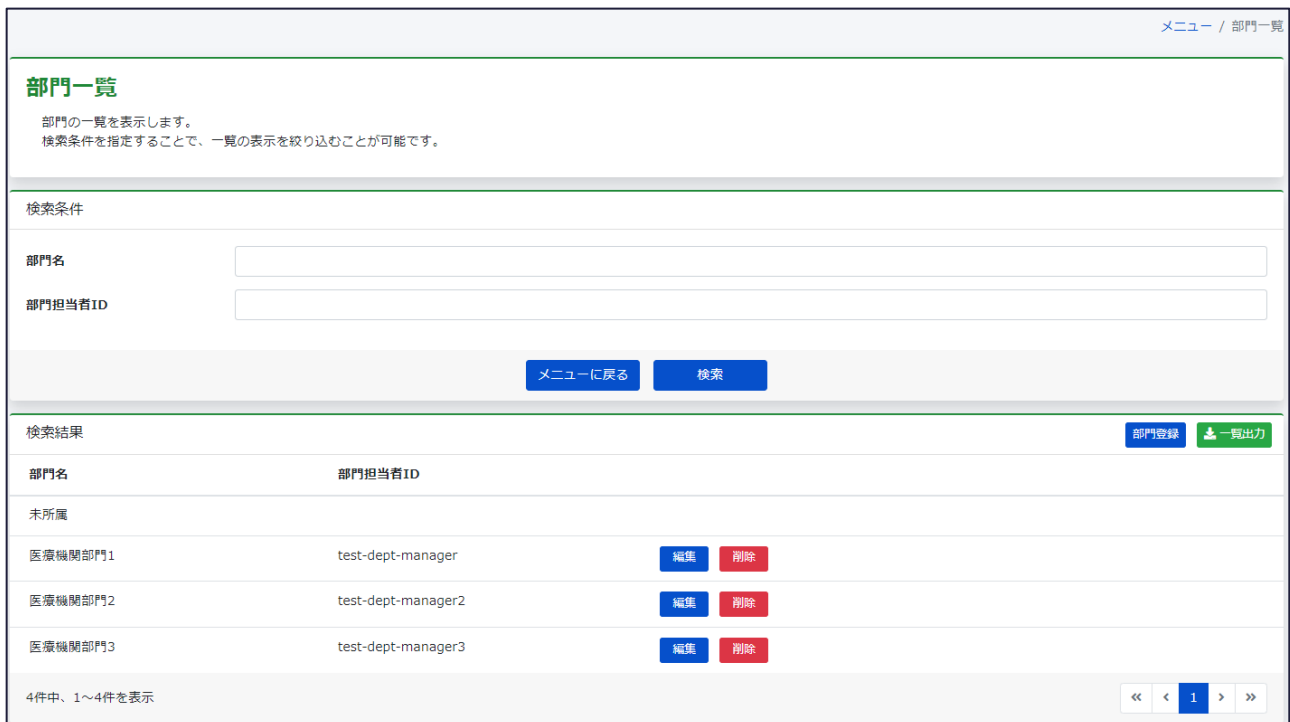 メニュー / 部門一覧
部門一覧
部門の一覧を表示します。
検索条件を指定することで、一覧の表示を絞り込むことが可能です。
検索条件
部門名
部門担当者ID
メニューに戻る 検索
検索結果 部門登録 一覧出力
部門名 部門担当者ID
未所属
医療機関部門1 test-dept-manager 編集 削除
医療機関部門2 test-dept-manager2 編集 削除
医療機関部門3 test-dept-manager3 編集 削除
4件中、1～4件を表示 « ‹ 1 › »